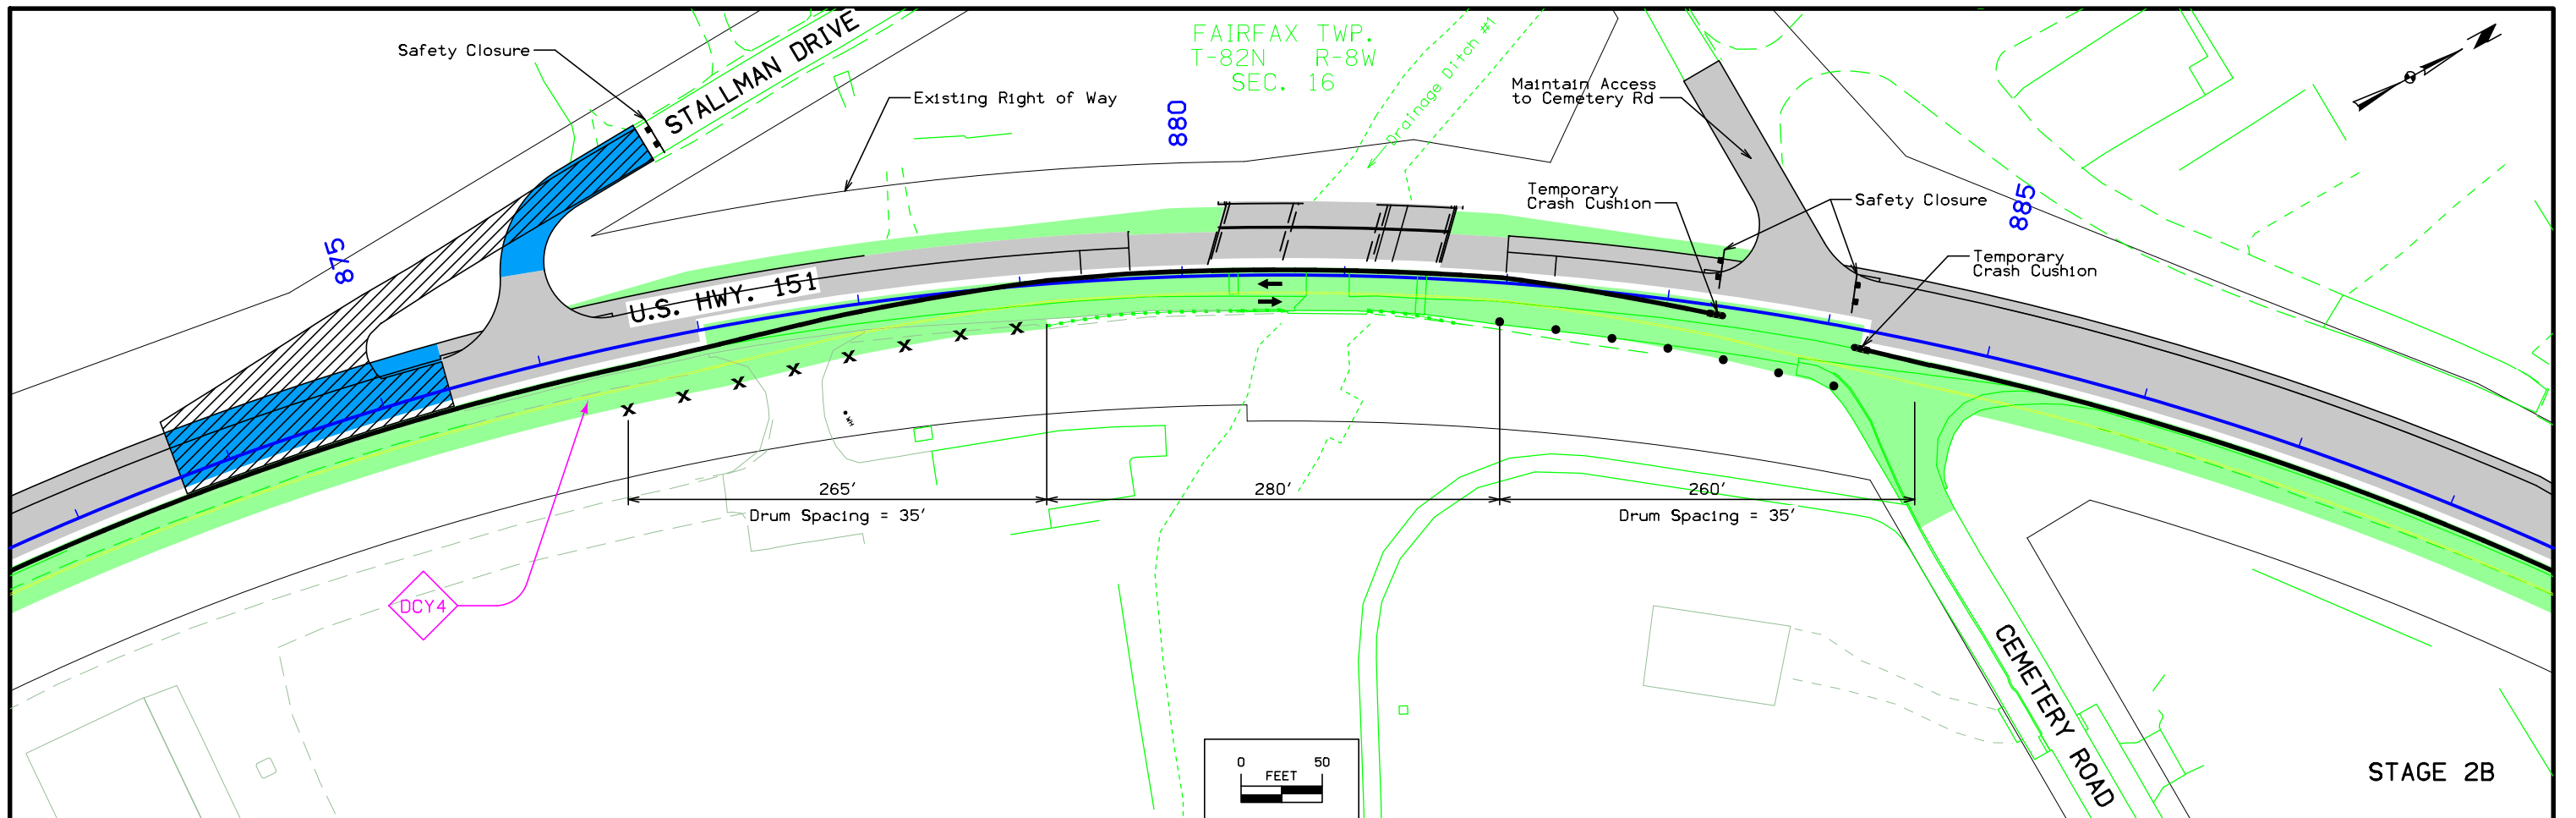 FAIRFAX TWP.
T-82N R-8W
SEC. 16
Safety Closure
STALLMAN DRIVE
Existing Right of Way
880
Drainage Ditch #1
Maintain Access
to Cemetery Rd
N
Temporary
Crash Cushion
Safety Closure
885
Temporary
Crash Cushion
875
U.S. HWY. 151
265'
Drum Spacing = 35'
280'
260'
Drum Spacing = 35'
DCY4
CEMETERY ROAD
0 50
FEET
STAGE 2B